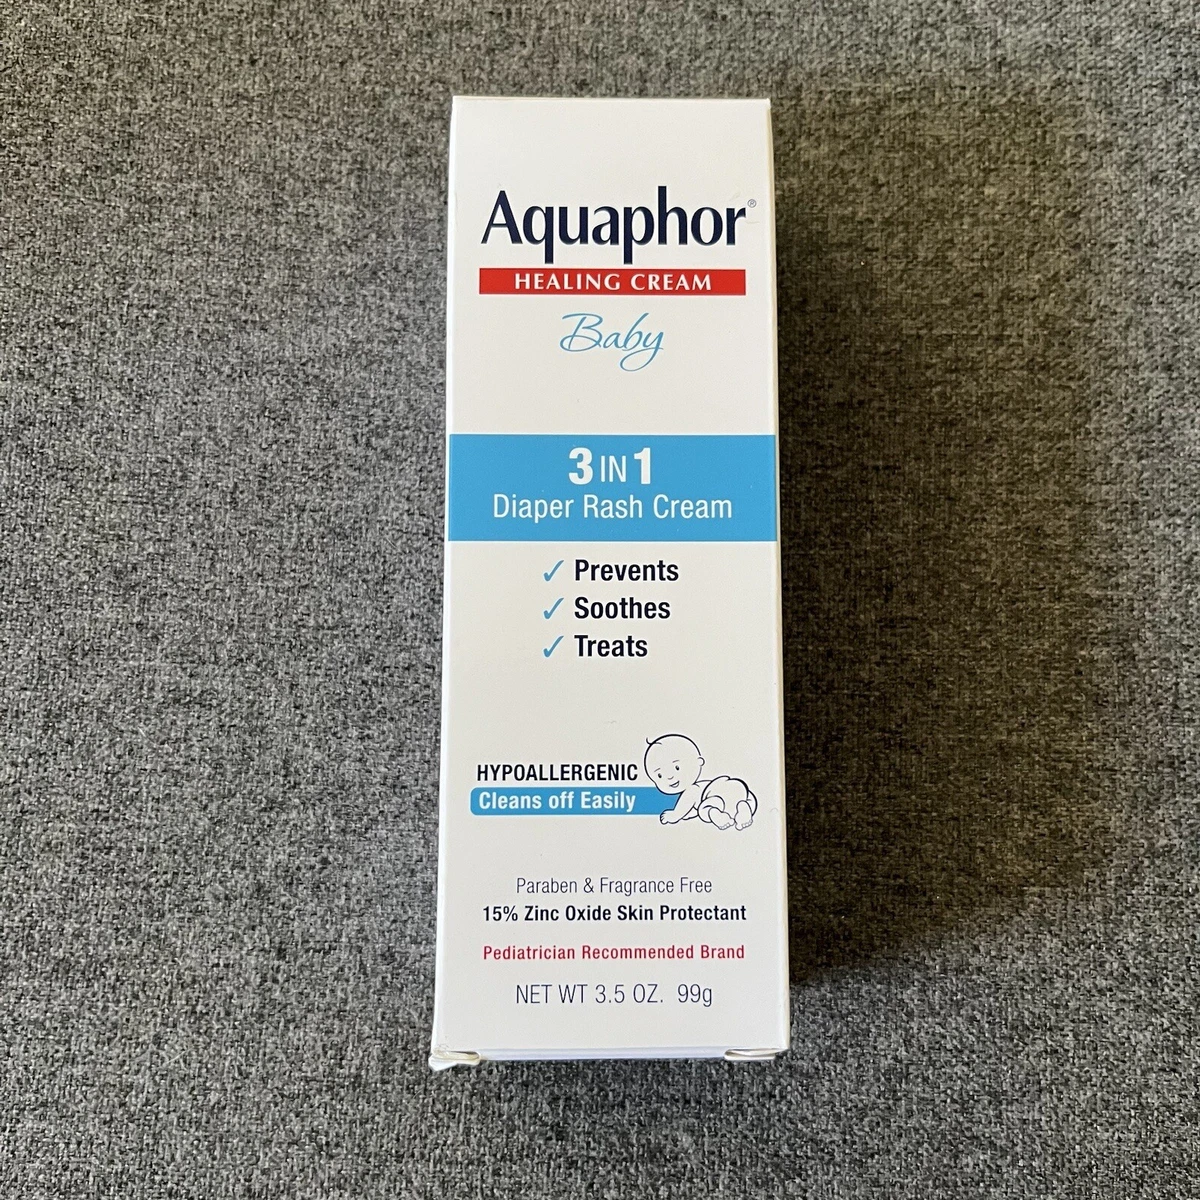 Aquaphor®
HEALING CREAM
Baby
3 IN 1
Diaper Rash Cream
✓ Prevents
✓ Soothes
✓ Treats
HYPOALLERGENIC
Cleans off Easily
Paraben & Fragrance Free
15% Zinc Oxide Skin Protectant
Pediatrician Recommended Brand
NET WT 3.5 OZ. 99g